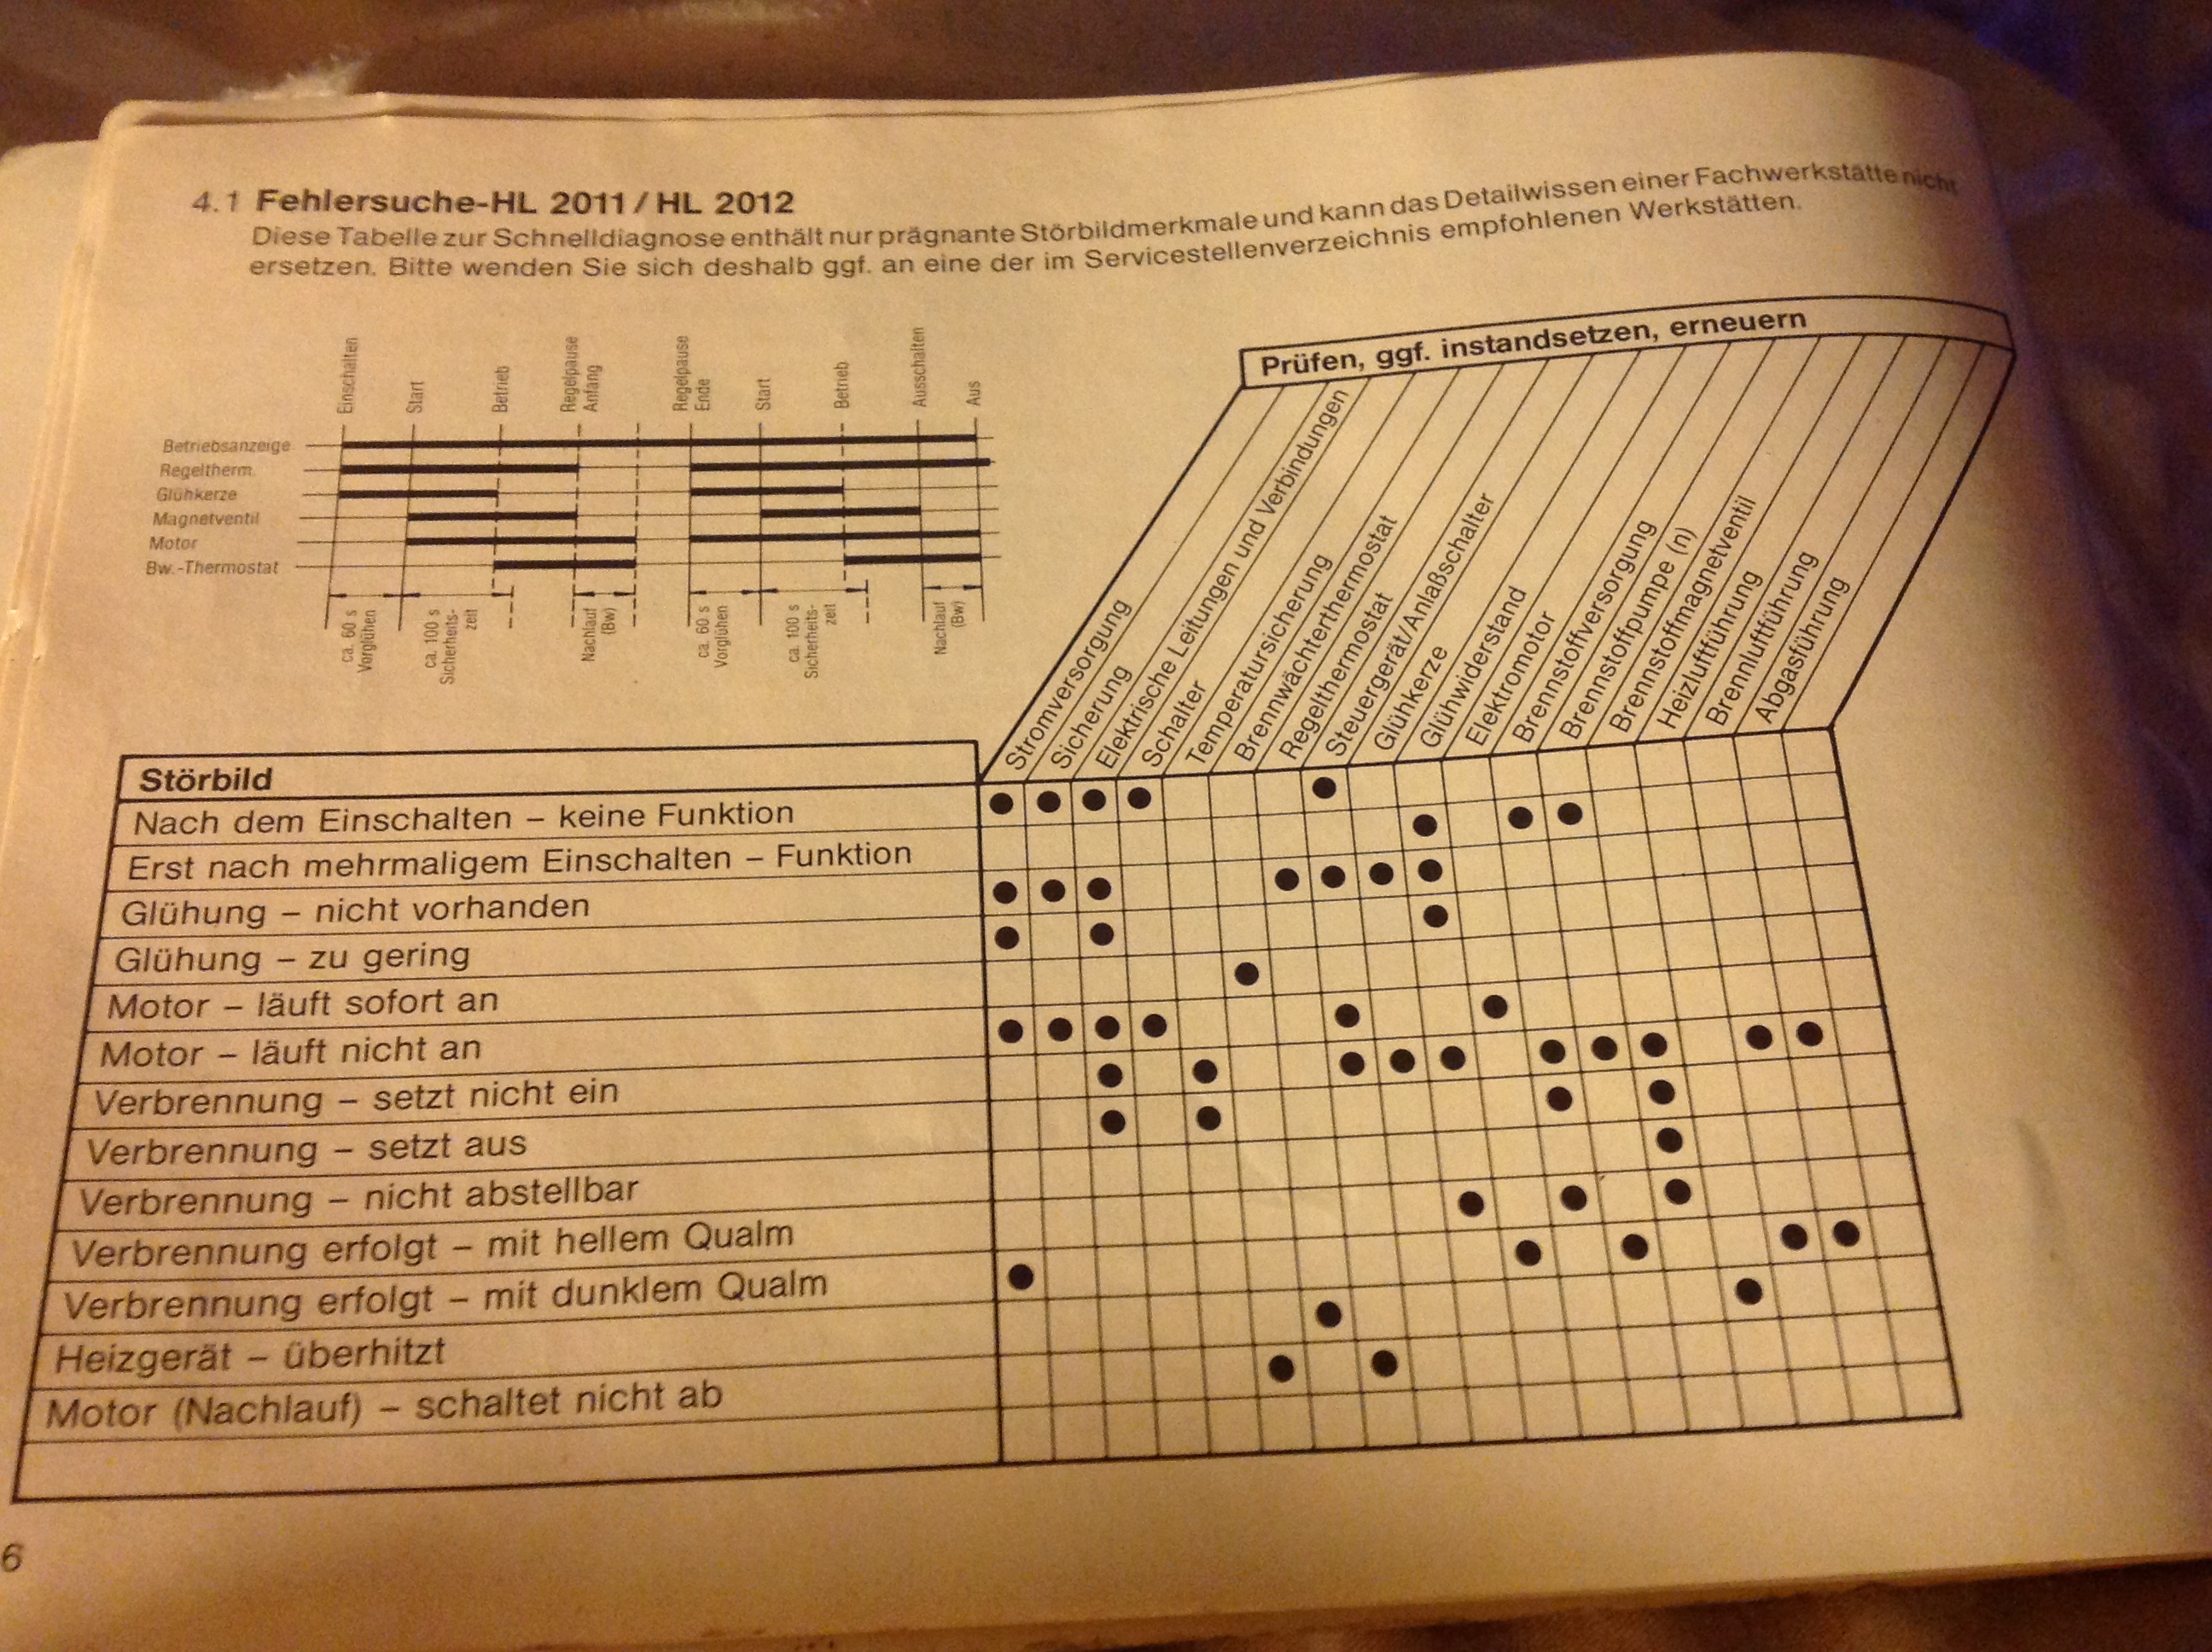 4.1 Fehlersuche-HL 2011 / HL 2012
Diese Tabelle zur Schnelldiagnose enthält nur prägnante Störbildmerkmale und kann das Detailwissen einer Fachwerkstätte nicht
ersetzen. Bitte wenden Sie sich deshalb ggf. an eine der im Servicestellenverzeichnis empfohlenen Werkstätten.
Einschalten
Start
Betrieb
Regelpause
Anfang
Regelpause
Ende
Start
Betrieb
Ausschalten
Aus
Betriebsanzeige
Regeltherm.
Glühkerze
Magnetventil
Motor
Bw.-Thermostat
ca. 60 s
Vorglühen
ca. 100 s
Sicherheits-
zeit
Nachlauf
(Bw)
ca. 60 s
Vorglühen
ca. 100 s
Sicherheits-
zeit
Nachlauf
(Bw)
Prüfen, ggf. instandsetzen, erneuern
Stromversorgung
Sicherung
Elektrische Leitungen und Verbindungen
Schalter
Temperatursicherung
Brennwächterthermostat
Regelthermostat
Steuergerät/Anlaßschalter
Glühkerze
Glühwiderstand
Elektromotor
Brennstoffversorgung
Brennstoffpumpe (n)
Brennstoffmagnetventil
Heizluftführung
Brennluftführung
Abgasführung
Störbild
Nach dem Einschalten – keine Funktion
Erst nach mehrmaligem Einschalten – Funktion
Glühung – nicht vorhanden
Glühung – zu gering
Motor – läuft sofort an
Motor – läuft nicht an
Verbrennung – setzt nicht ein
Verbrennung – setzt aus
Verbrennung – nicht abstellbar
Verbrennung erfolgt – mit hellem Qualm
Verbrennung erfolgt – mit dunklem Qualm
Heizgerät – überhitzt
Motor (Nachlauf) – schaltet nicht ab
6